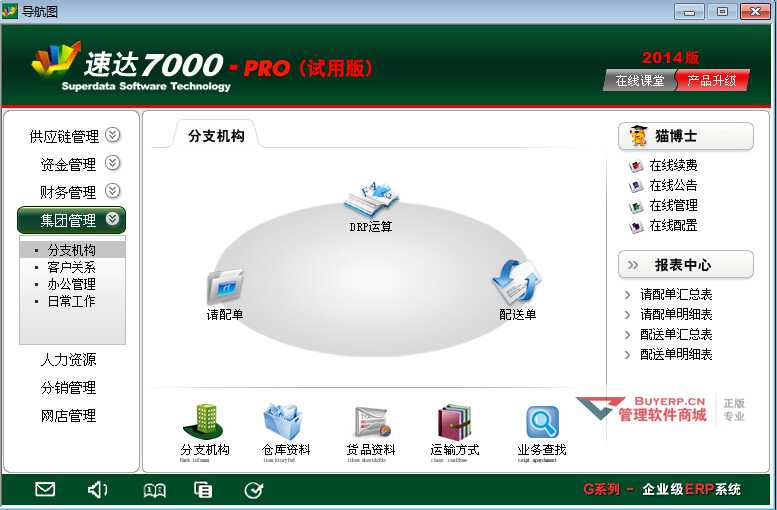 导航图
速达7000-PRO(试用版)
Superdata Software Technology
2014版
在线课堂 产品升级
供应链管理
资金管理
财务管理
集团管理
分支机构
客户关系
办公管理
日常工作
人力资源
分销管理
网店管理
分支机构
DRP运算
请配单
配送单
分支机构
仓库资料
货品资料
运输方式
业务查找
猫博士
在线续费
在线公告
在线管理
在线配置
报表中心
请配单汇总表
请配单明细表
配送单汇总表
配送单明细表
BUYERP.CN
管理软件商城
正版
专业
G系列 - 企业级ERP系统